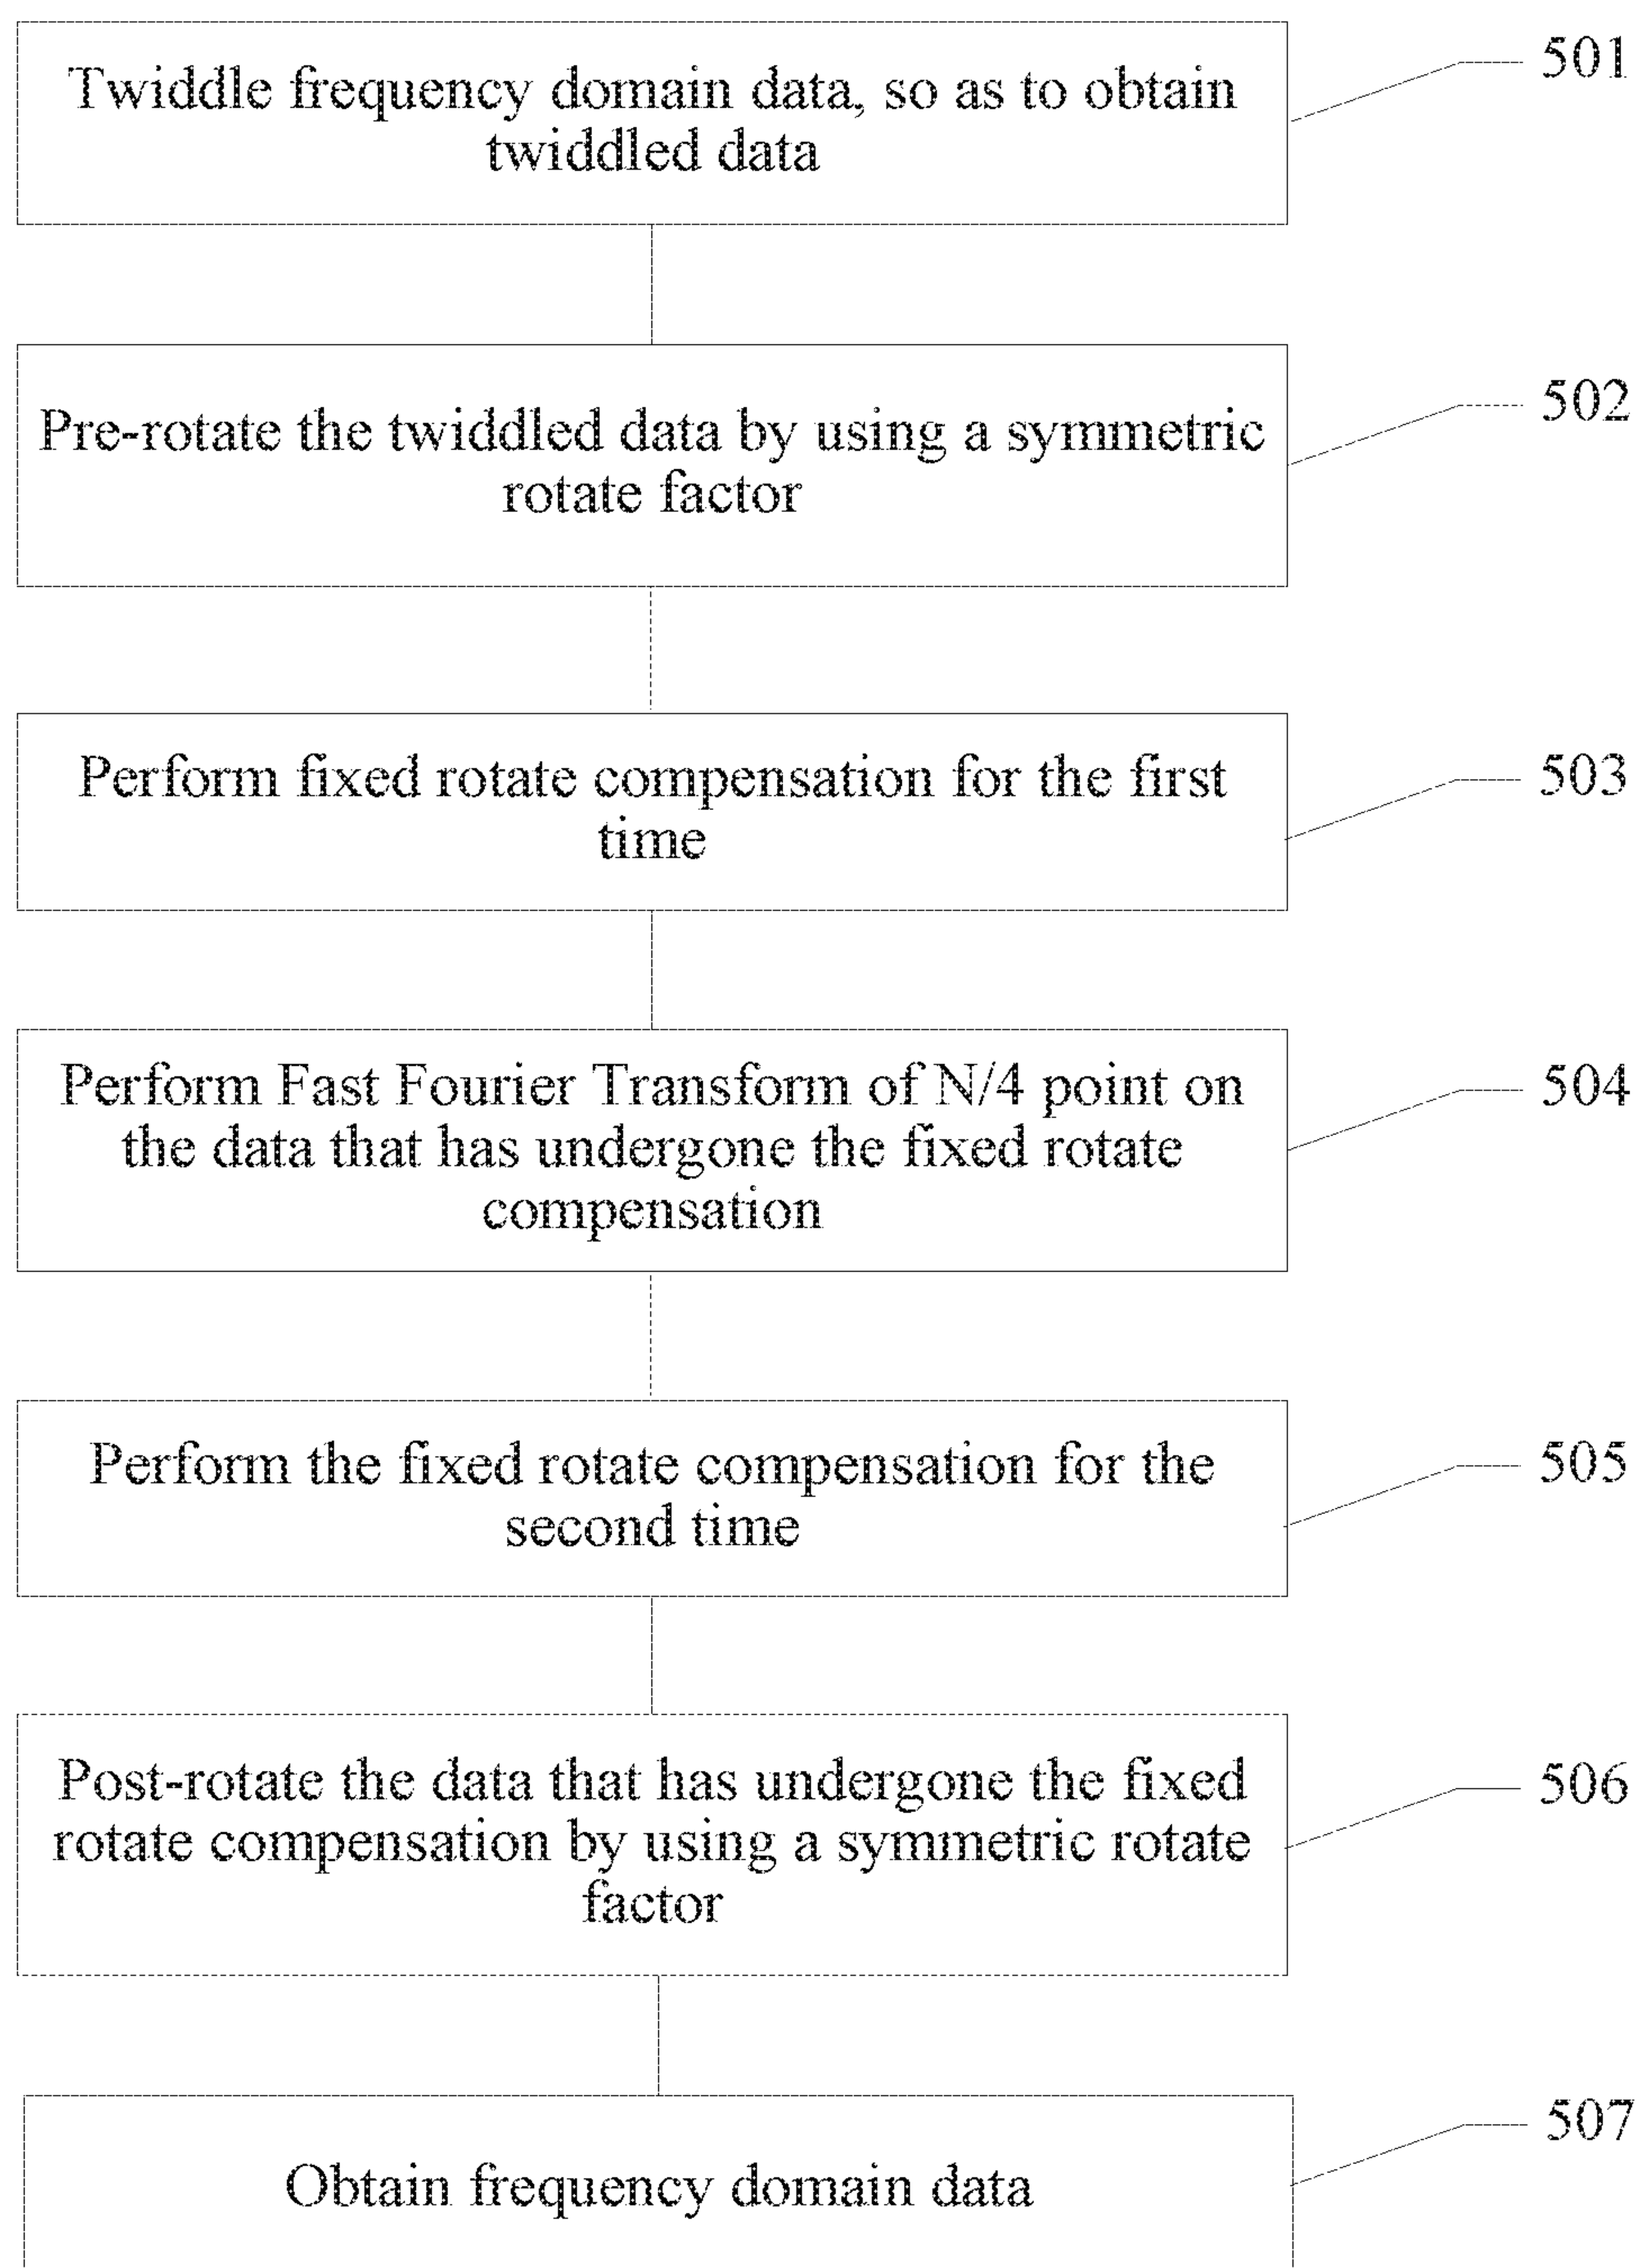 Twiddle frequency domain data, so as to obtain
twiddled data
501
Pre-rotate the twiddled data by using a symmetric
rotate factor
502
Perform fixed rotate compensation for the first
time
503
Perform Fast Fourier Transform of N/4 point on
the data that has undergone the fixed rotate
compensation
504
Perform the fixed rotate compensation for the
second time
505
Post-rotate the data that has undergone the fixed
rotate compensation by using a symmetric rotate
factor
506
Obtain frequency domain data
507